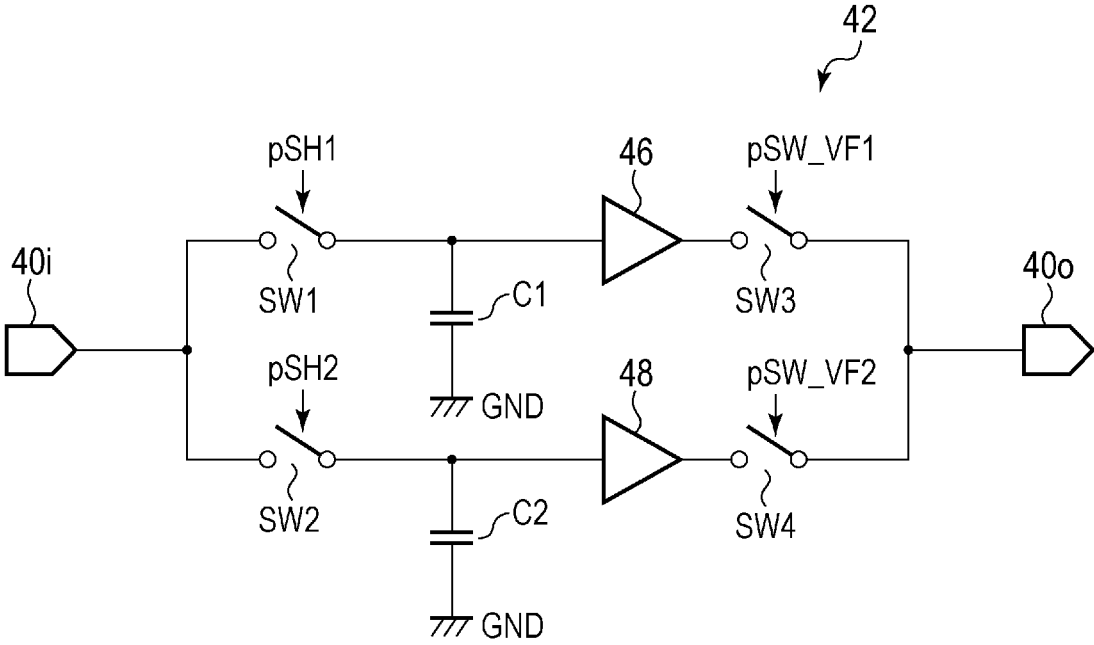 42
pSH1
46
pSW_VF1
40i
SW1
C1
SW3
40o
pSH2
GND
48
pSW_VF2
SW2
C2
SW4
GND